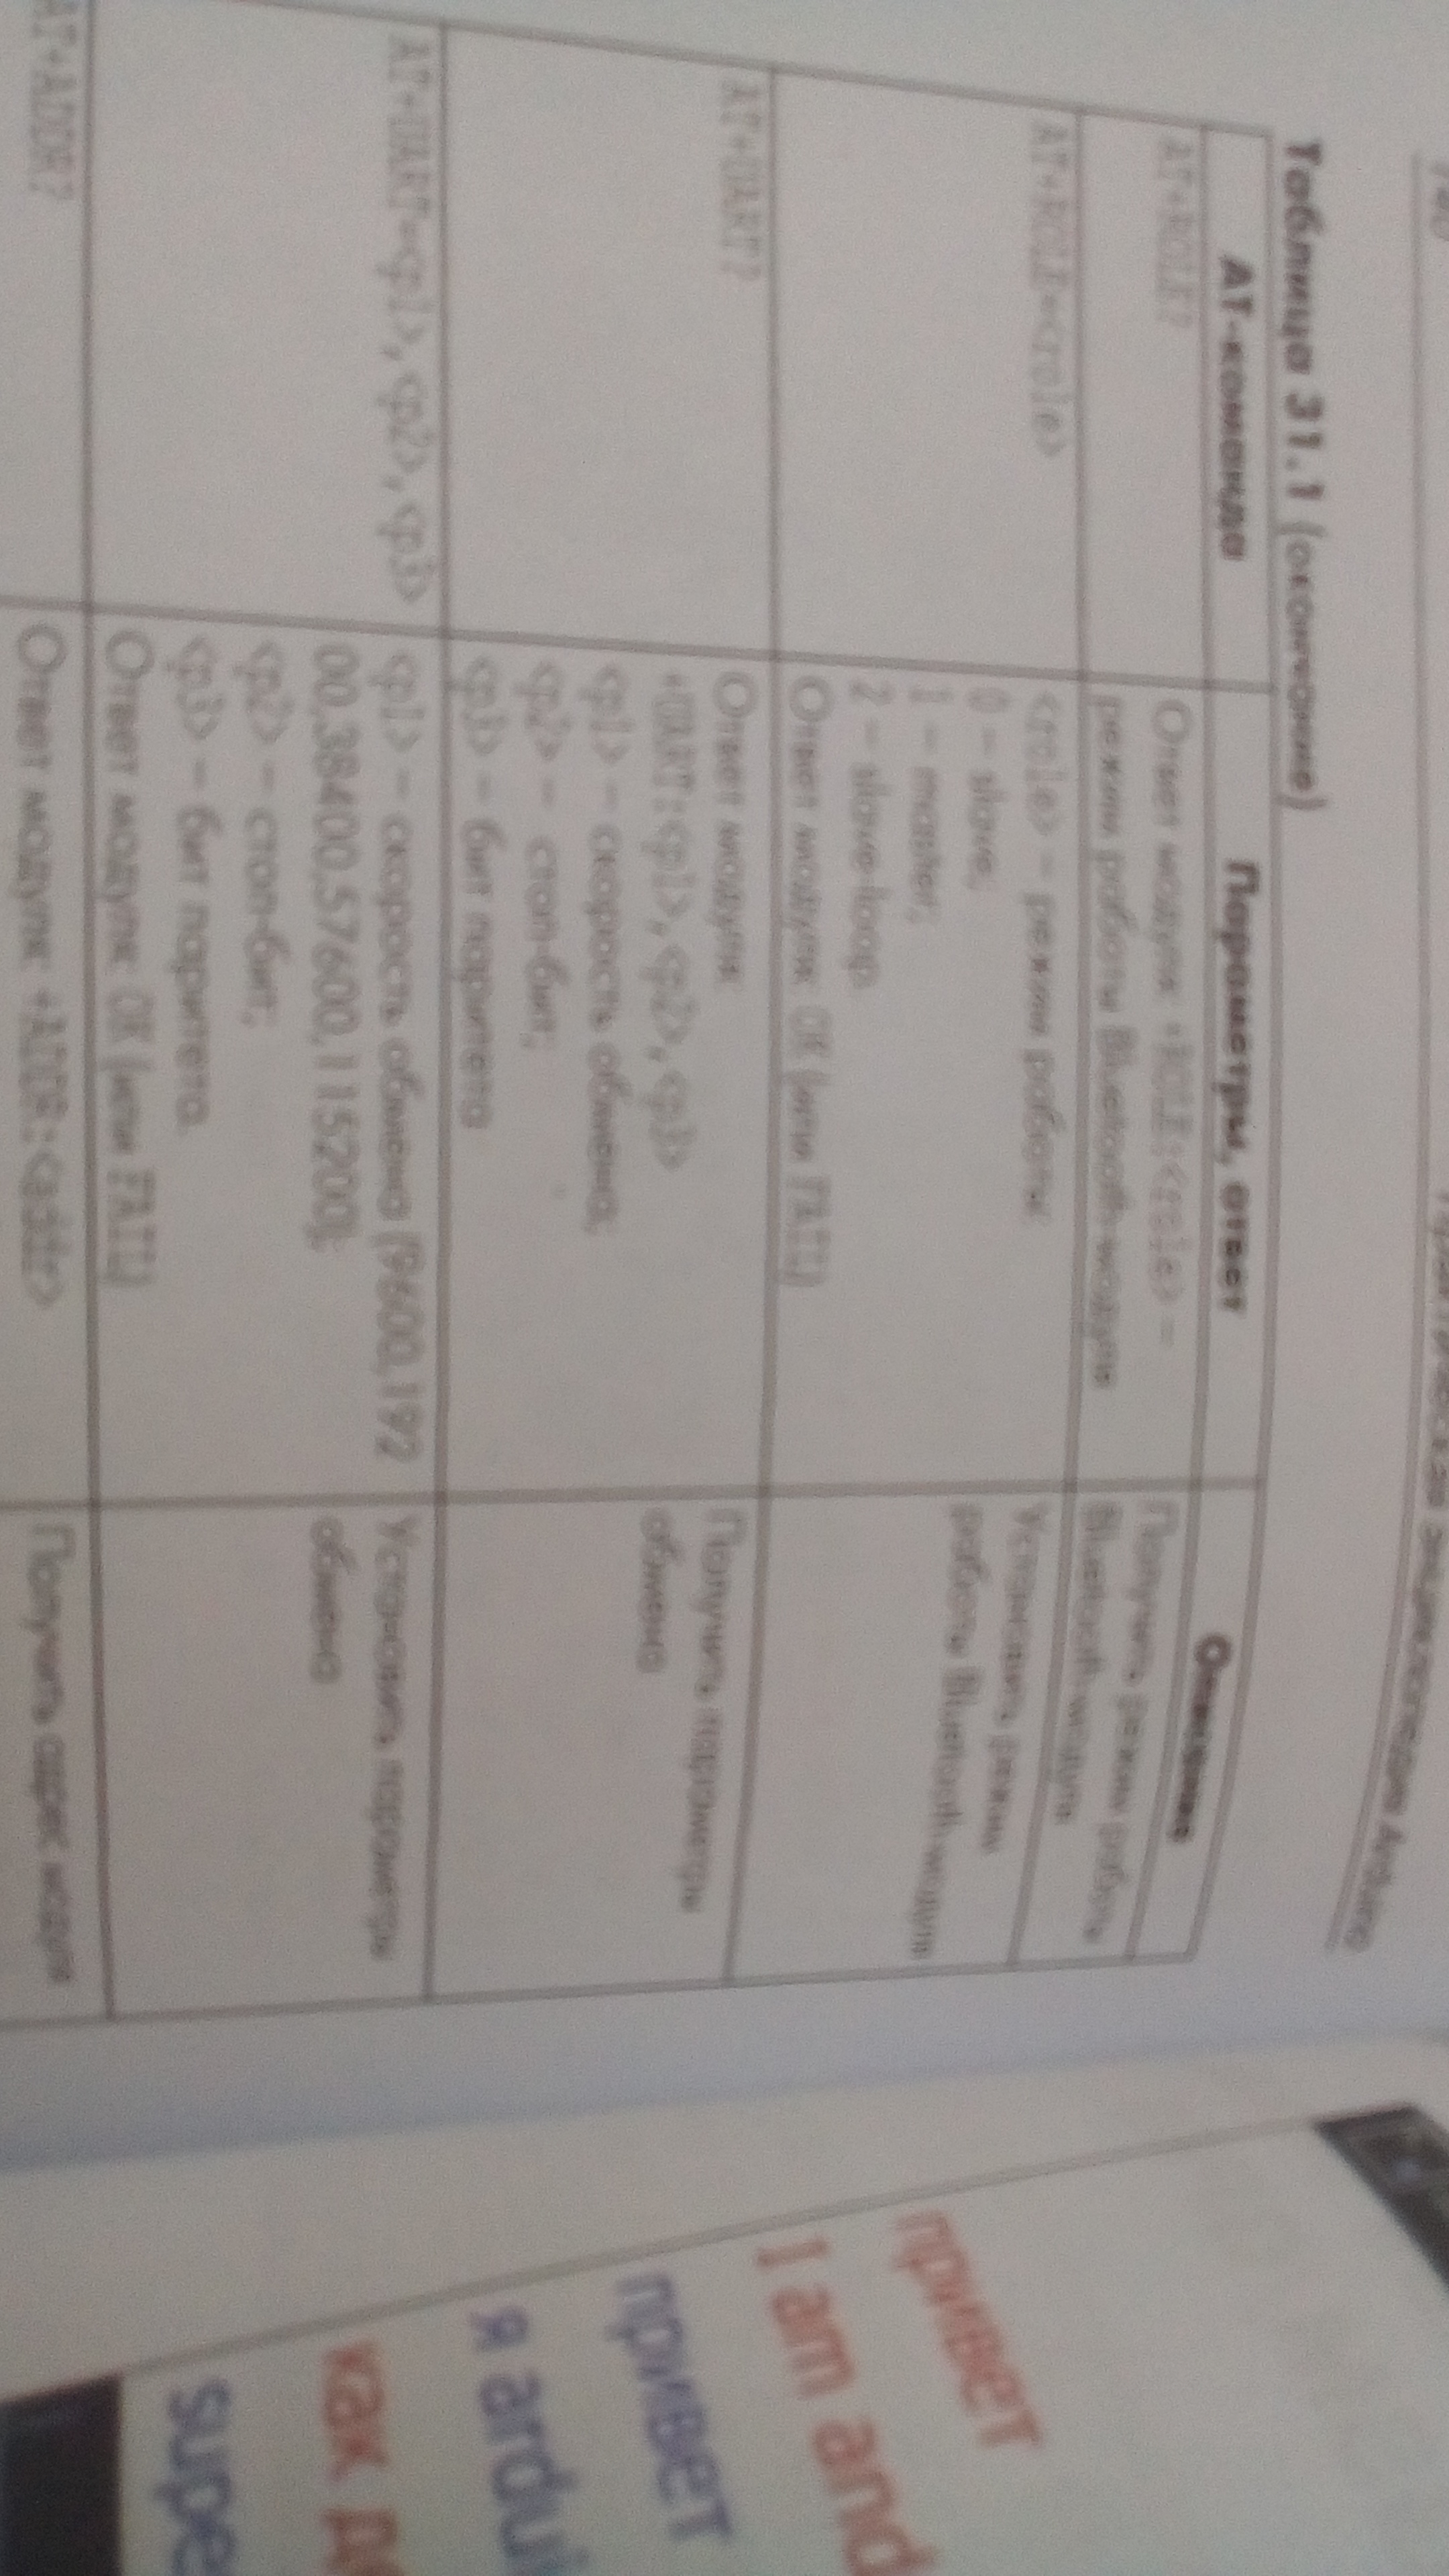 энциклопедия Arduino
Таблица 31.1 (окончание)
АТ-команда
Параметры, ответ
Описание
AT+ROLE?
Ответ модуля: +ROLE:<role> –
режим работы Bluetooth-модуля
Получить режим работы
Bluetooth-модуля
AT+ROLE=<role>
<role> – режим работы:
0 – slave;
1 – master;
2 – slave-loop.
Ответ модуля: OK (или FAIL)
Установить режим
работы Bluetooth-модуля
AT+UART?
Ответ модуля:
+UART:<p1>,<p2>,<p3>
<p1> – скорость обмена;
<p2> – стоп-бит;
<p3> – бит паритета
Получить параметры
обмена
AT+UART=<p1>,<p2>,<p3>
<p1> – скорость обмена (9600,192
00,38400,57600,115200);
<p2> – стоп-бит;
<p3> – бит паритета.
Ответ модуля: OK (или FAIL)
Установить параметры
обмена
AT+ADDR?
Ответ модуля: +ADDR:<addr>
Получить адрес модуля
привет
I am and
привет
я ardui
как
supe